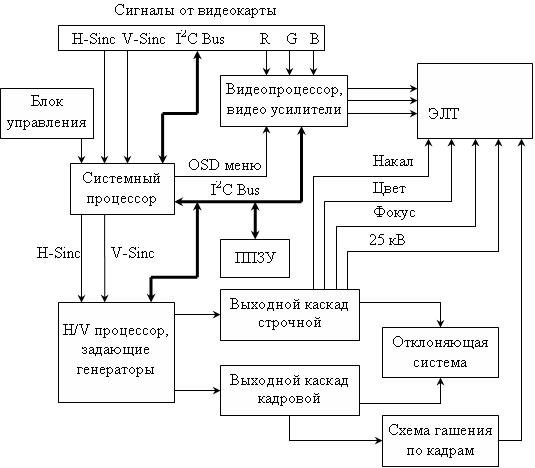 Сигналы от видеокарты
H-Sinc V-Sinc I²C Bus R G B
Блок
управления
Видеопроцессор,
видео усилители
ЭЛТ
OSD меню
Системный
процессор
I²C Bus
Накал
Цвет
Фокус
25 кВ
H-Sinc V-Sinc
ППЗУ
H/V процессор,
задающие
генераторы
Выходной каскад
строчной
Отклоняющая
система
Выходной каскад
кадровой
Схема гашения
по кадрам